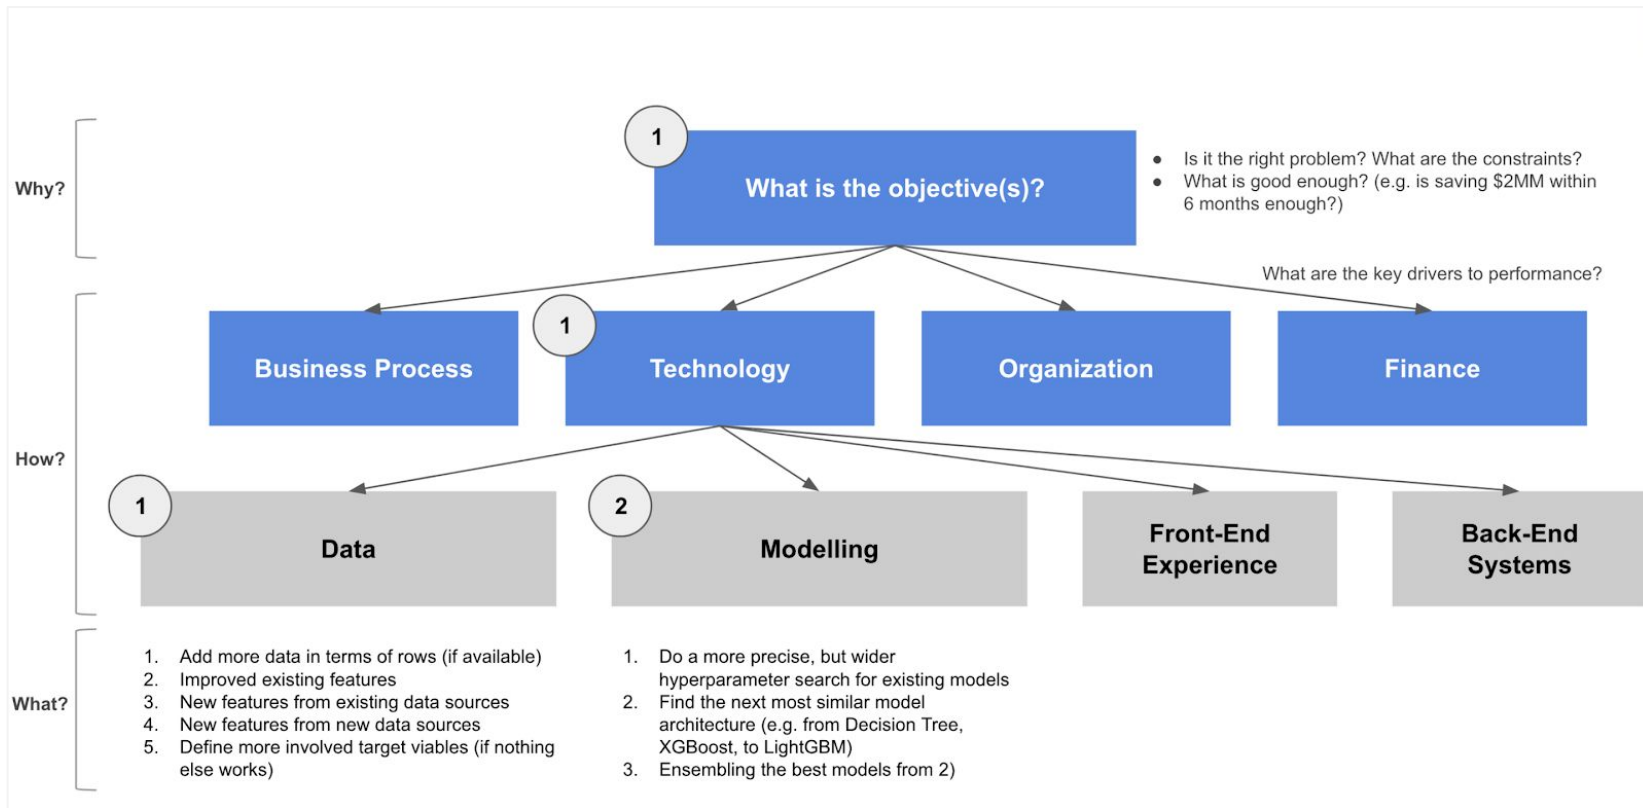 1
What is the objective(s)?
● Is it the right problem? What are the constraints?
● What is good enough? (e.g. is saving $2MM within
6 months enough?)
Why?
What are the key drivers to performance?
Business Process
1
Technology
Organization
Finance
How?
1
Data
2
Modelling
Front-End
Experience
Back-End
Systems
What?
1. Add more data in terms of rows (if available)
2. Improved existing features
3. New features from existing data sources
4. New features from new data sources
5. Define more involved target viables (if nothing
else works)
1. Do a more precise, but wider
hyperparameter search for existing models
2. Find the next most similar model
architecture (e.g. from Decision Tree,
XGBoost, to LightGBM)
3. Ensembling the best models from 2)